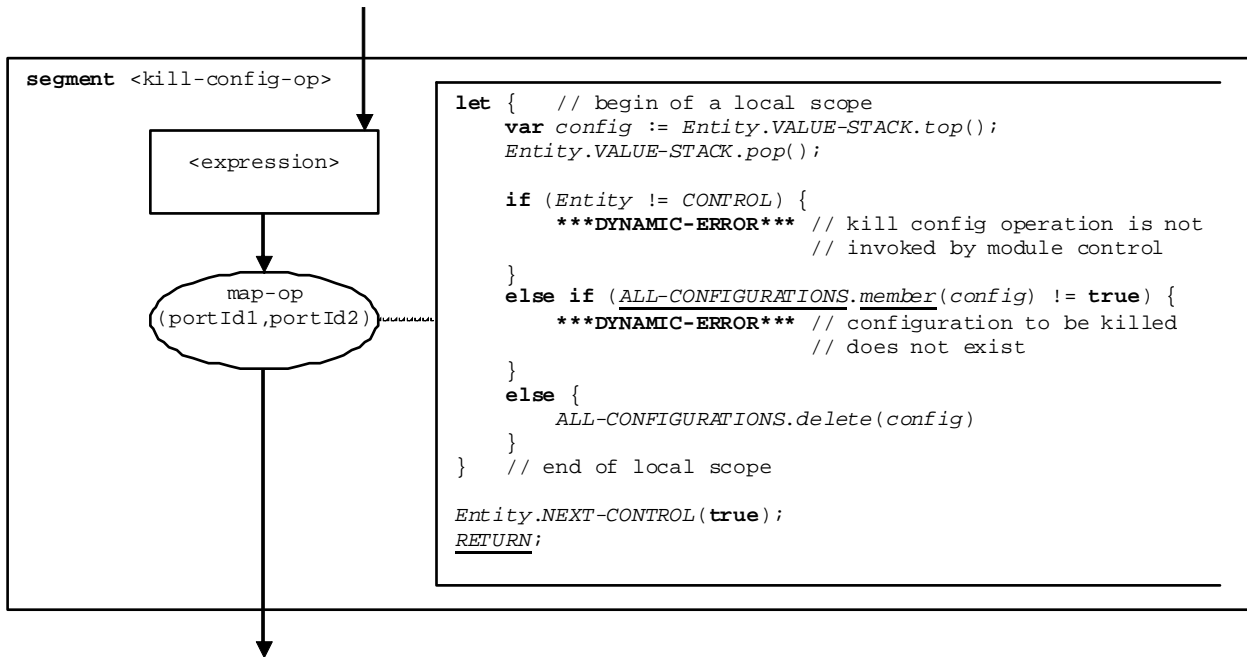 segment <kill-config-op>
<expression>
map-op
(portId1,portId2)
let {   // begin of a local scope
    var config := Entity.VALUE-STACK.top();
    Entity.VALUE-STACK.pop();
    if (Entity != CONTROL) {
        ***DYNAMIC-ERROR*** // kill config operation is not
                            // invoked by module control
    }
    else if (ALL-CONFIGURATIONS.member(config) != true) {
        ***DYNAMIC-ERROR*** // configuration to be killed
                            // does not exist
    }
    else {
        ALL-CONFIGURATIONS.delete(config)
    }
}   // end of local scope
Entity.NEXT-CONTROL(true);
RETURN;